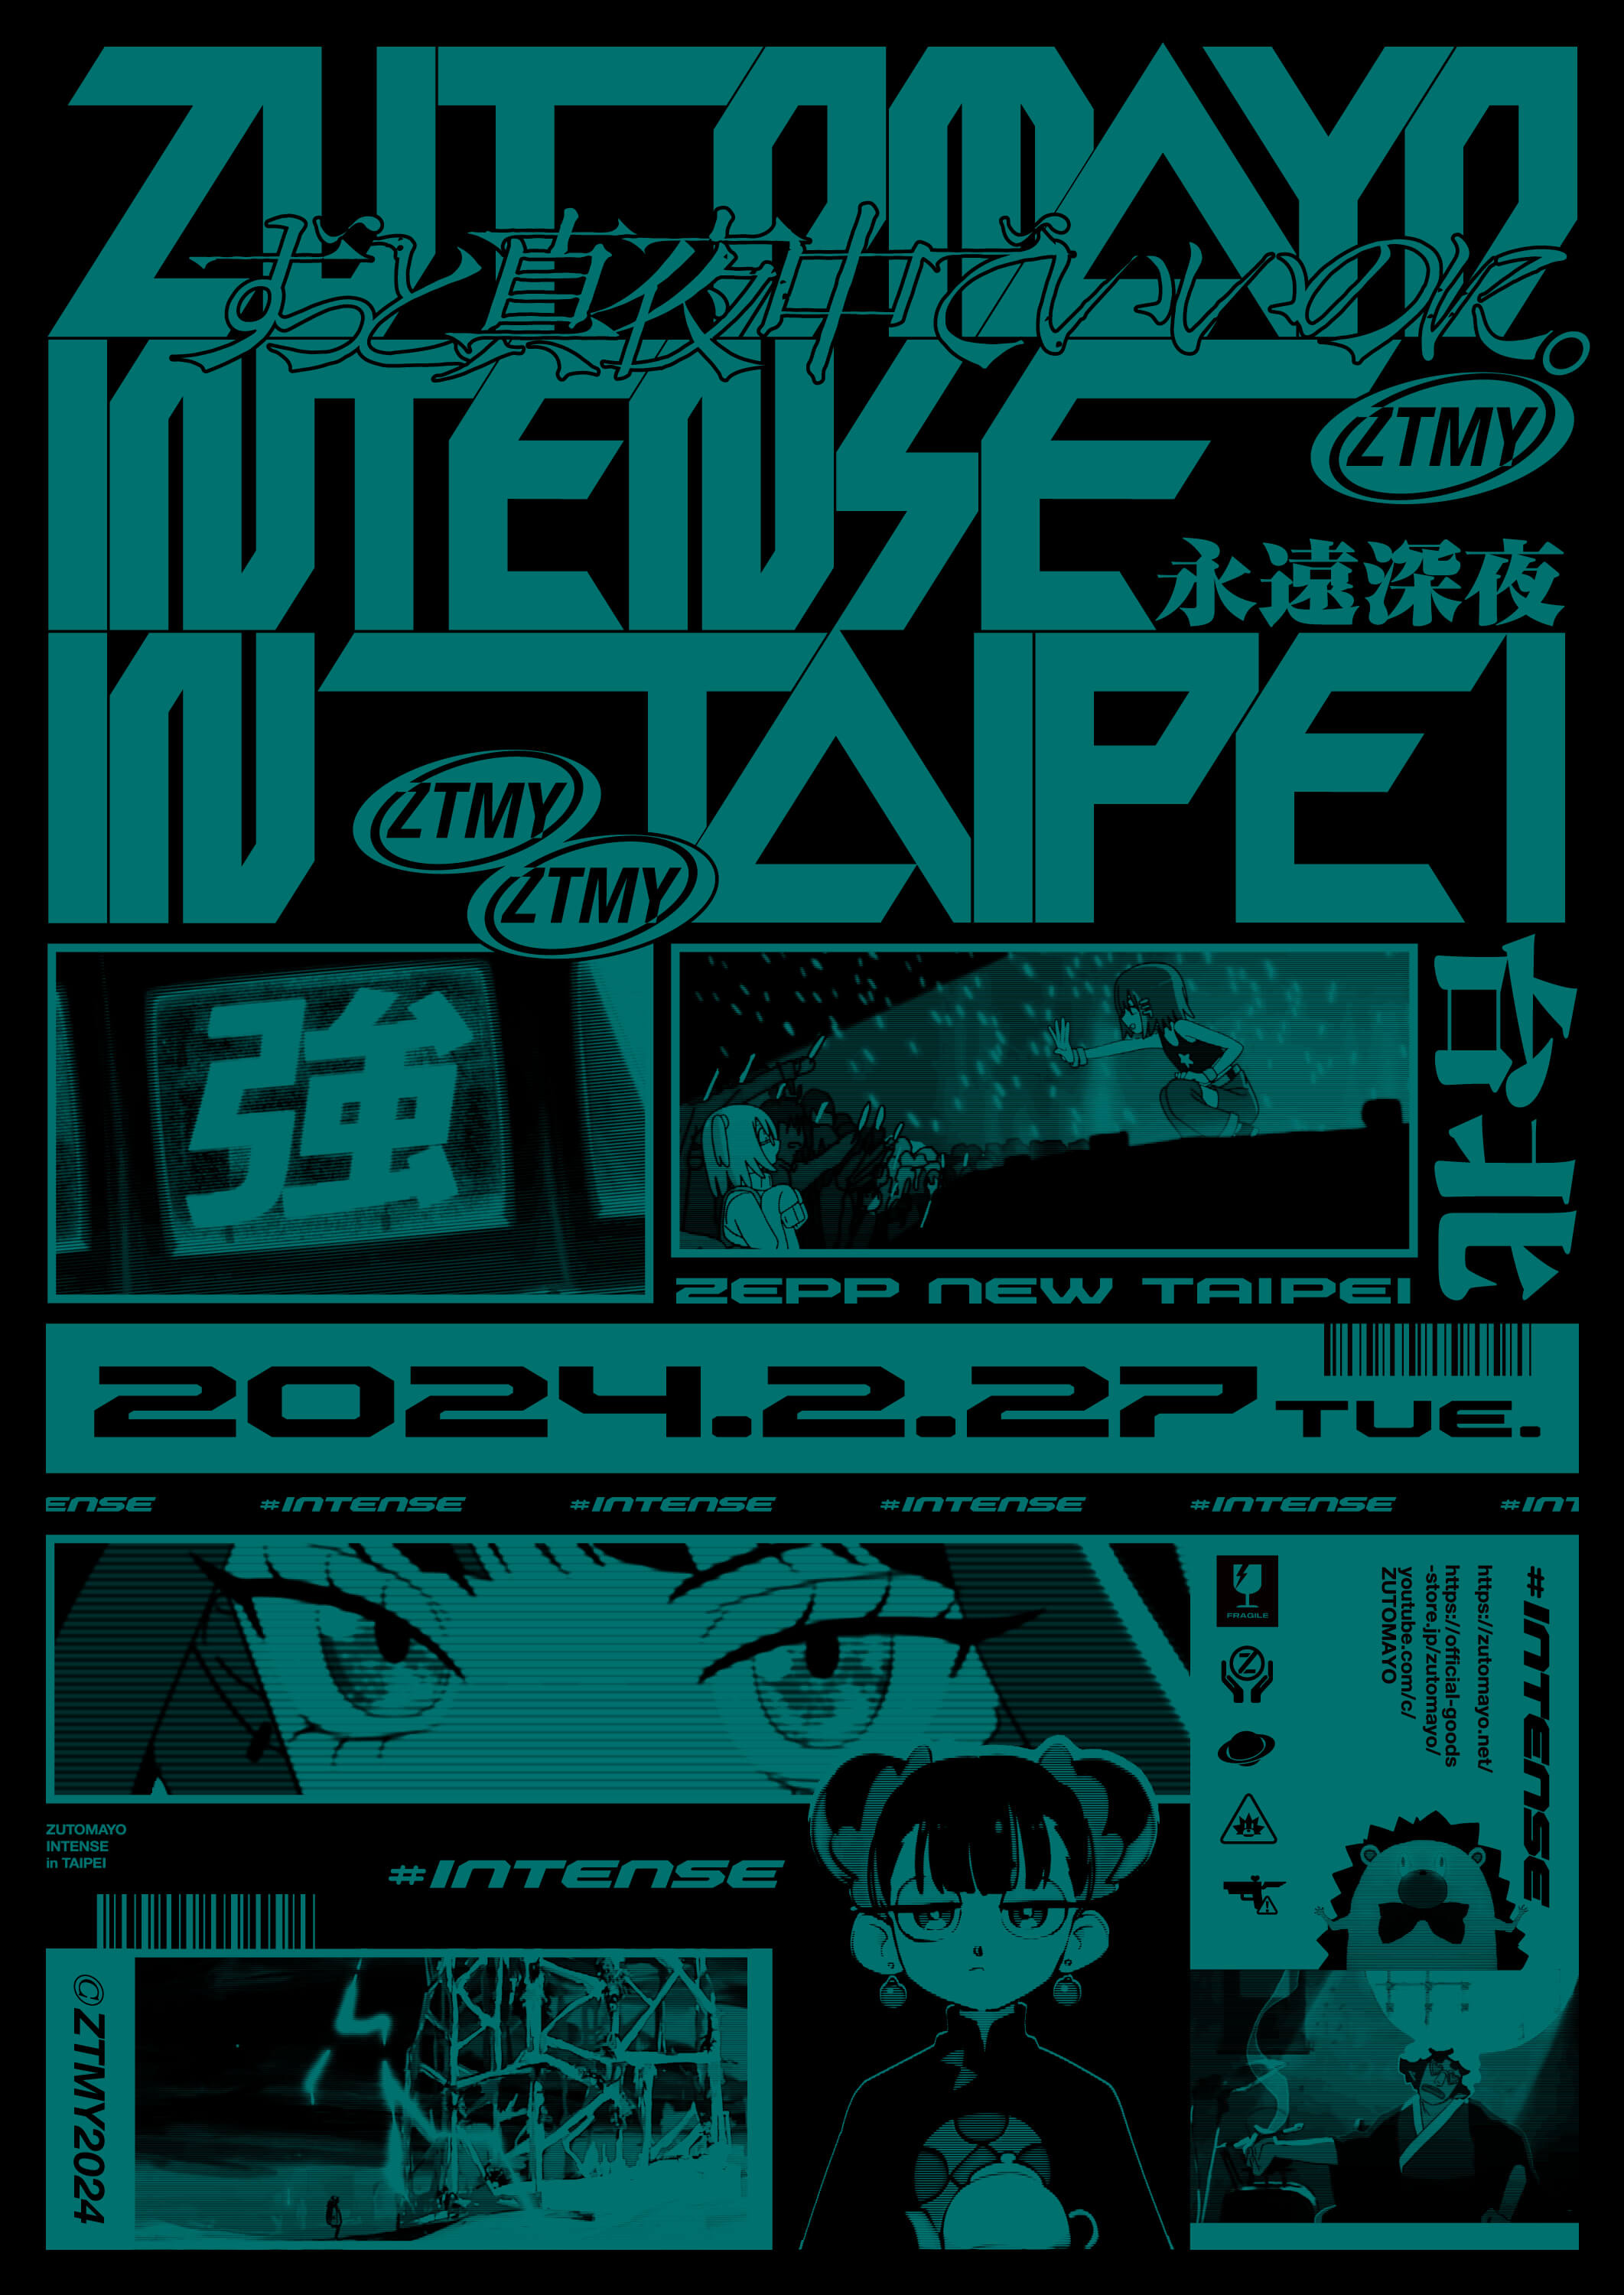 ZUTOMAYO
ずっと真夜中でいいのに。
INTENSE
ZTMY
永遠深夜
IN TAIPEI
ZTMY
ZTMY
強
台北
ZEPP NEW TAIPEI
2024.2.27 TUE.
ENSE #INTENSE #INTENSE #INTENSE #INTENSE #INT
FRAGILE
Z
#INTENSE
https://zutomayo.net/
https://official-goods
-store.jp/zutomayo/
youtube.com/c/
ZUTOMAYO
ZUTOMAYO
INTENSE
in TAIPEI
#INTENSE
©ZTMY2024